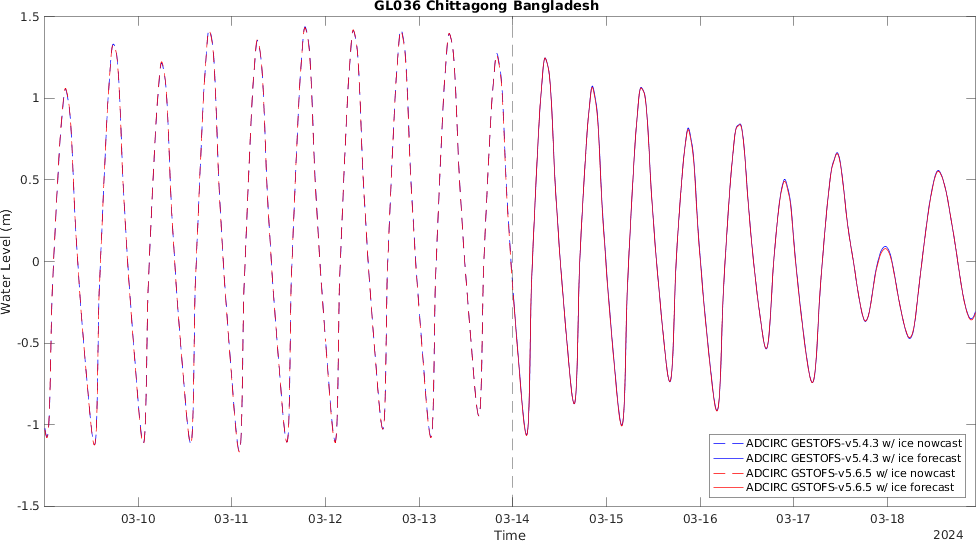 GL036 Chittagong Bangladesh
1.5
1
0.5
0
-0.5
-1
-1.5
Water Level (m)
03-10 03-11 03-12 03-13 03-14 03-15 03-16 03-17 03-18
Time
2024
ADCIRC GESTOFS-v5.4.3 w/ ice nowcast
ADCIRC GESTOFS-v5.4.3 w/ ice forecast
ADCIRC GSTOFS-v5.6.5 w/ ice nowcast
ADCIRC GSTOFS-v5.6.5 w/ ice forecast